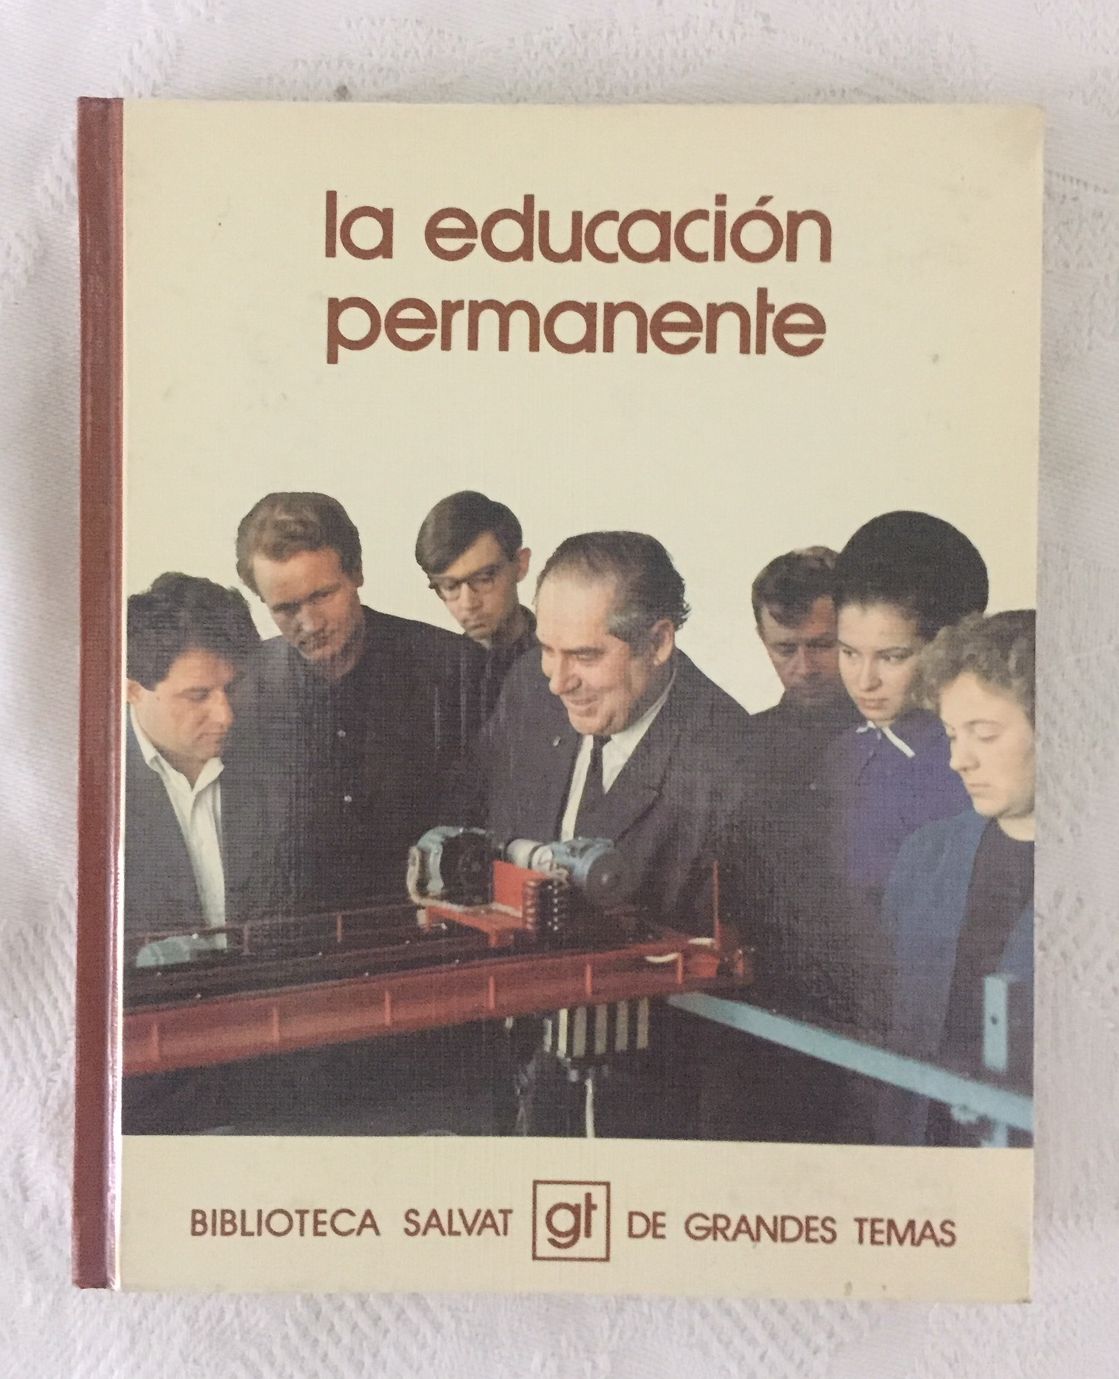 la educación
permanente
BIBLIOTECA SALVAT gt DE GRANDES TEMAS